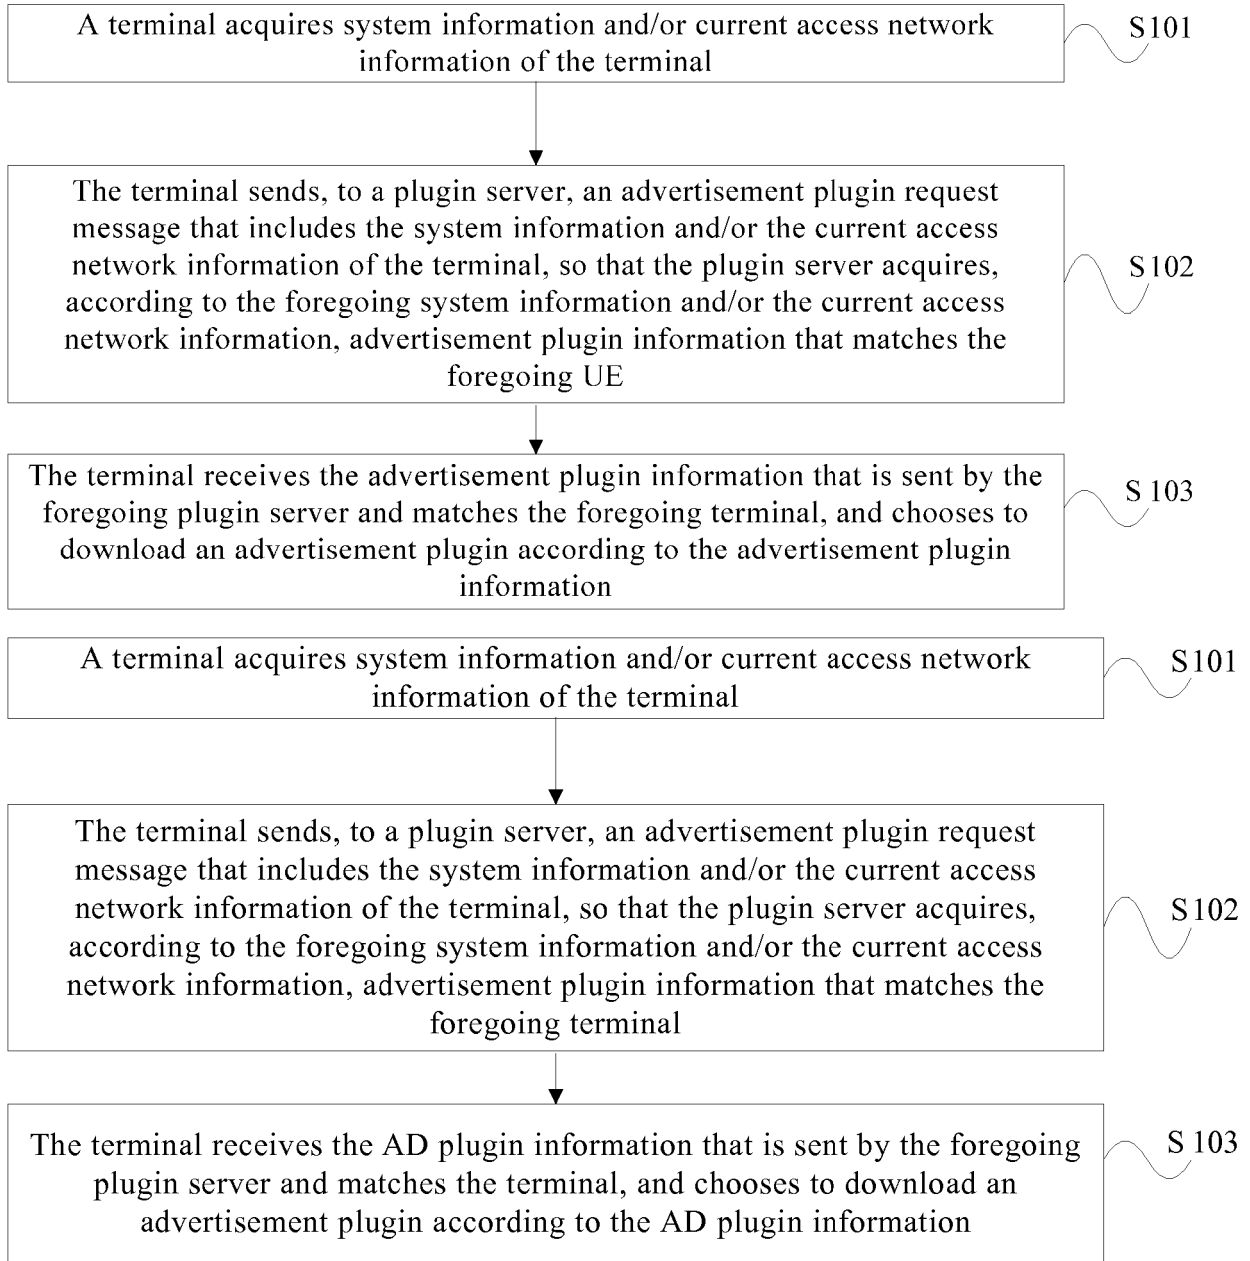 A terminal acquires system information and/or current access network
information of the terminal
S101
The terminal sends, to a plugin server, an advertisement plugin request
message that includes the system information and/or the current access
network information of the terminal, so that the plugin server acquires,
according to the foregoing system information and/or the current access
network information, advertisement plugin information that matches the
foregoing UE
S102
The terminal receives the advertisement plugin information that is sent by the
foregoing plugin server and matches the foregoing terminal, and chooses to
download an advertisement plugin according to the advertisement plugin
information
S 103
A terminal acquires system information and/or current access network
information of the terminal
S101
The terminal sends, to a plugin server, an advertisement plugin request
message that includes the system information and/or the current access
network information of the terminal, so that the plugin server acquires,
according to the foregoing system information and/or the current access
network information, advertisement plugin information that matches the
foregoing terminal
S102
The terminal receives the AD plugin information that is sent by the foregoing
plugin server and matches the terminal, and chooses to download an
advertisement plugin according to the AD plugin information
S 103